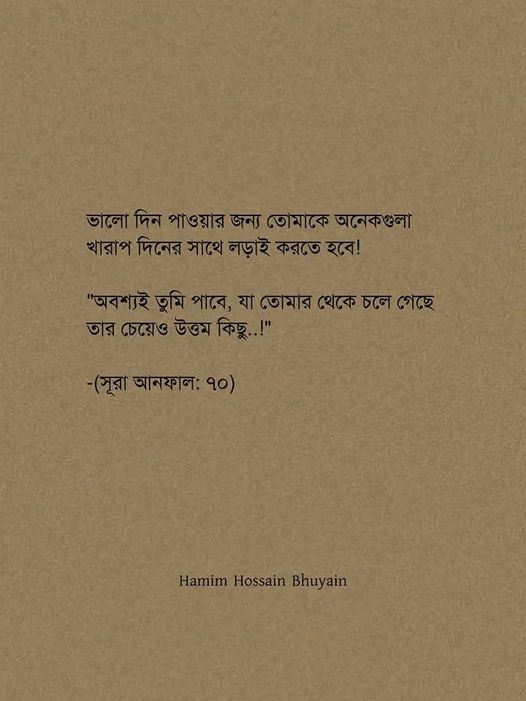 ভালো দিন পাওয়ার জন্য তোমাকে অনেকগুলা
খারাপ দিনের সাথে লড়াই করতে হবে!
"অবশ্যই তুমি পাবে, যা তোমার থেকে চলে গেছে
তার চেয়েও উত্তম কিছু..!"
-(সূরা আনফাল: ৭০)
Hamim Hossain Bhuyain